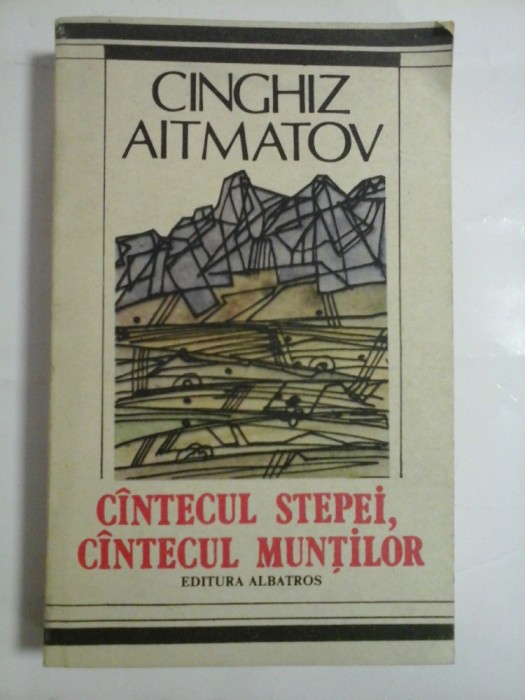 CINGHIZ
AITMATOV
CÎNTECUL STEPEI,
CÎNTECUL MUNȚILOR
EDITURA ALBATROS